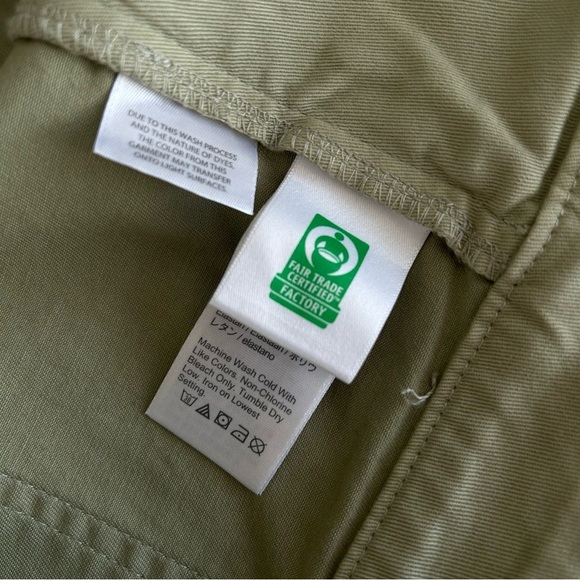 DUE TO THIS WASH PROCESS
AND THE NATURE OF DYES,
THE COLOR FROM THIS
GARMENT MAY TRANSFER
ONTO LIGHT SURFACES.
FAIR TRADE
CERTIFIED™
FACTORY
レタン / elastano
Machine Wash Cold With
Like Colors. Non-Chlorine
Bleach Only. Tumble Dry
Low. Iron on Lowest
Setting.